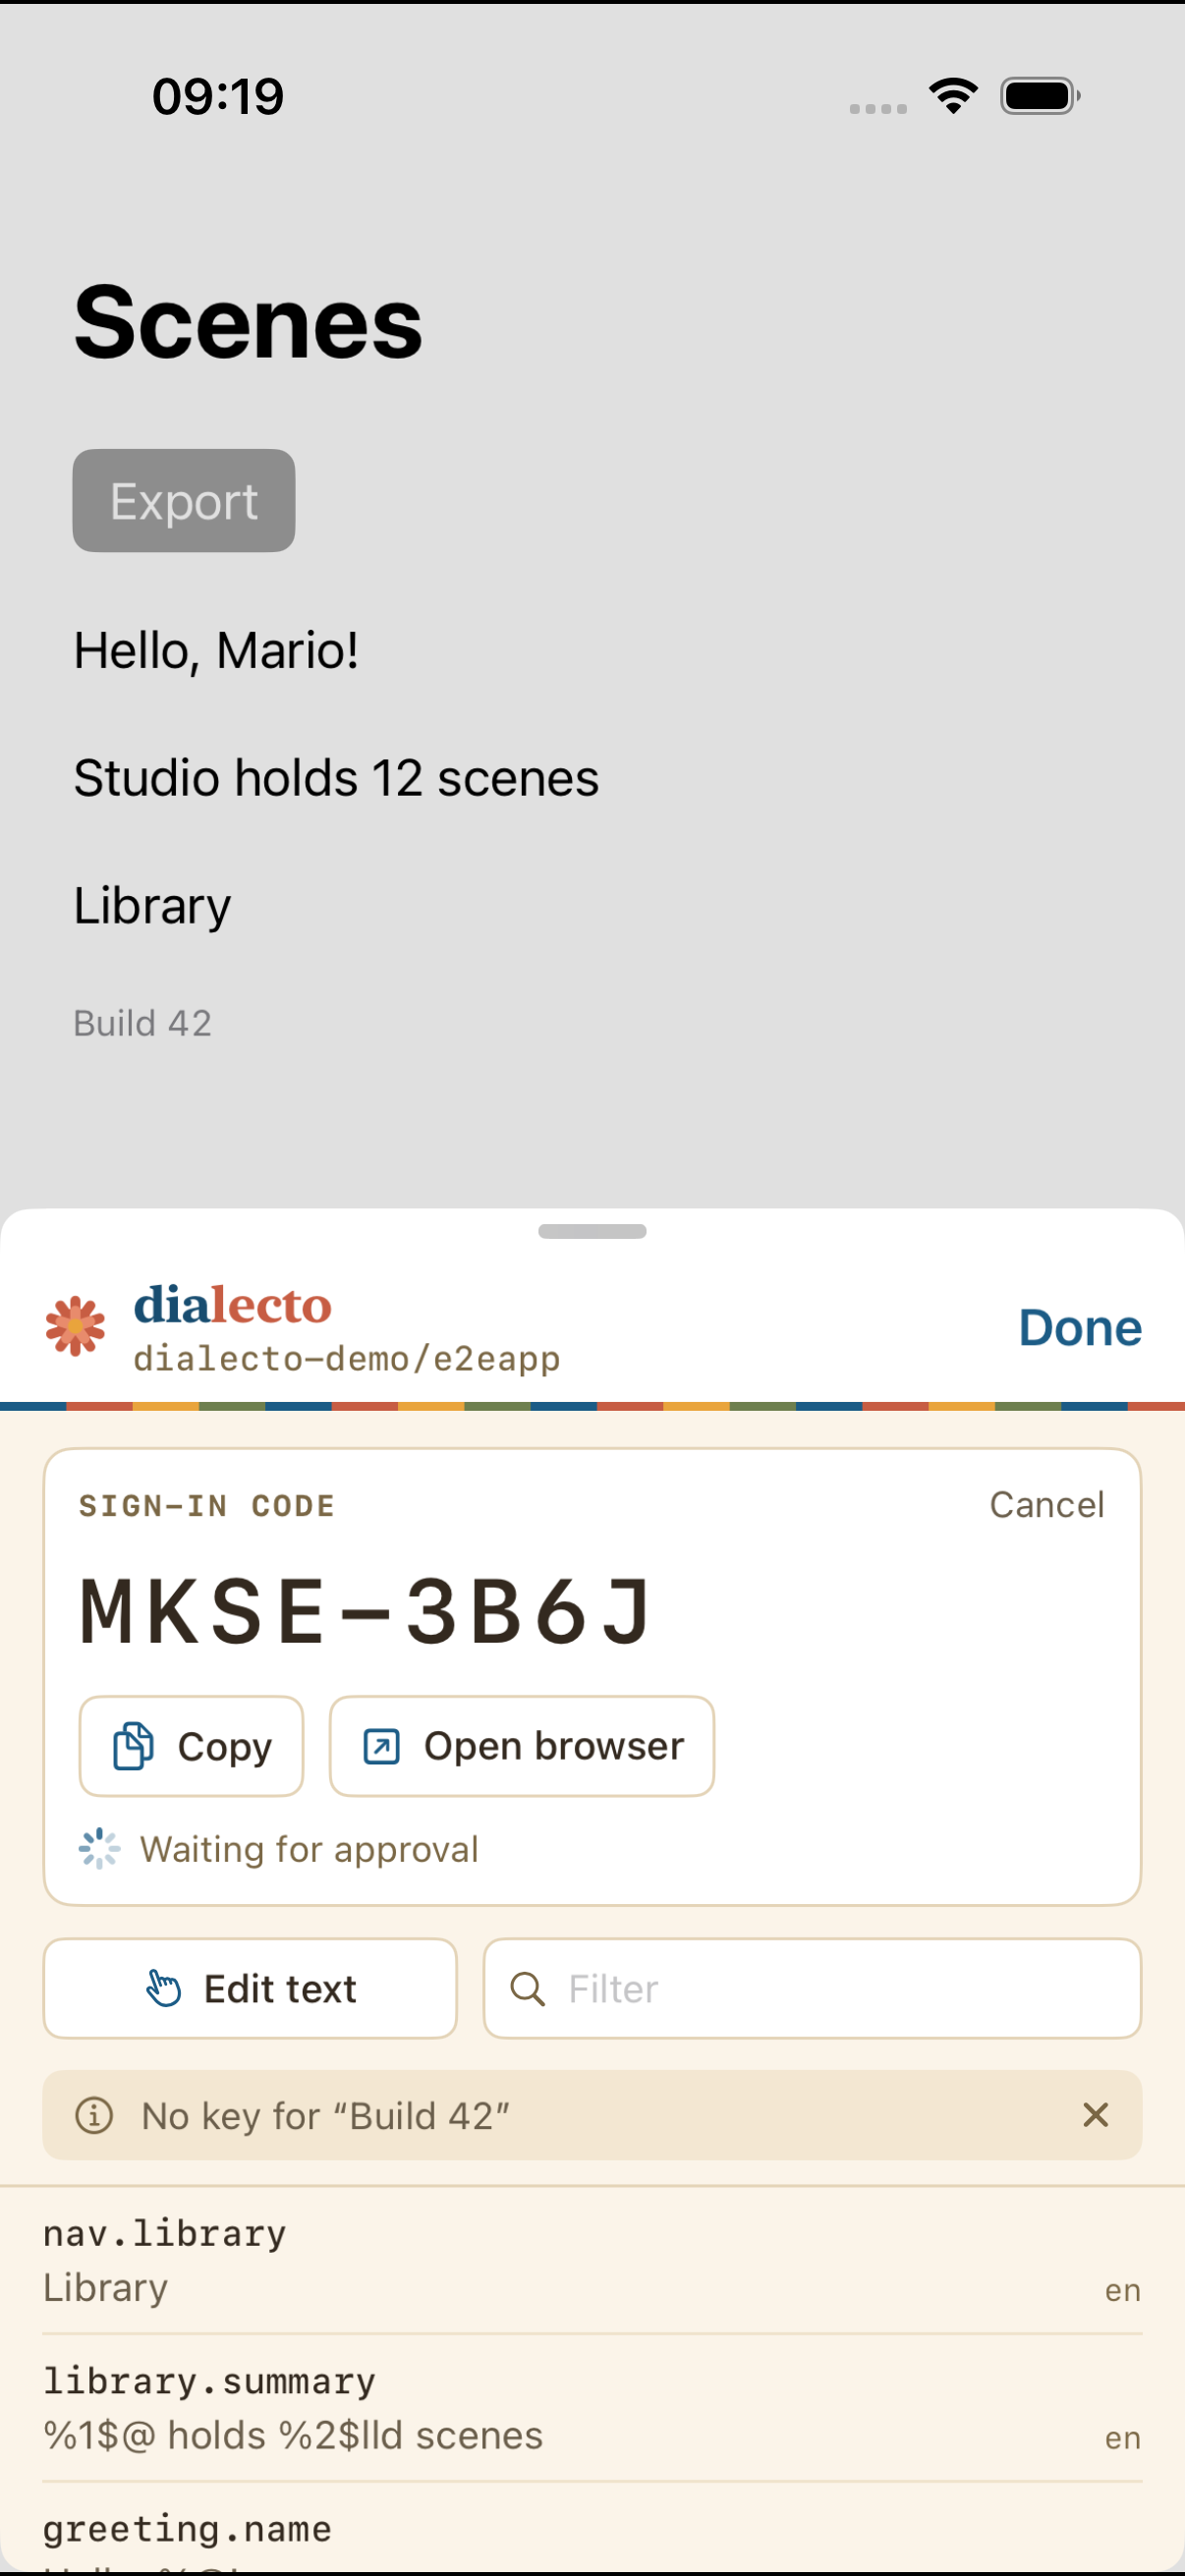 09:19
Scenes
Export
Hello, Mario!
Studio holds 12 scenes
Library
Build 42
dialecto
dialecto-demo/e2eapp
Done
SIGN-IN CODE
Cancel
MKSE-3B6J
Copy
Open browser
Waiting for approval
Edit text
Filter
No key for “Build 42”
nav.library
Library
en
library.summary
%1$@ holds %2$lld scenes
en
greeting.name